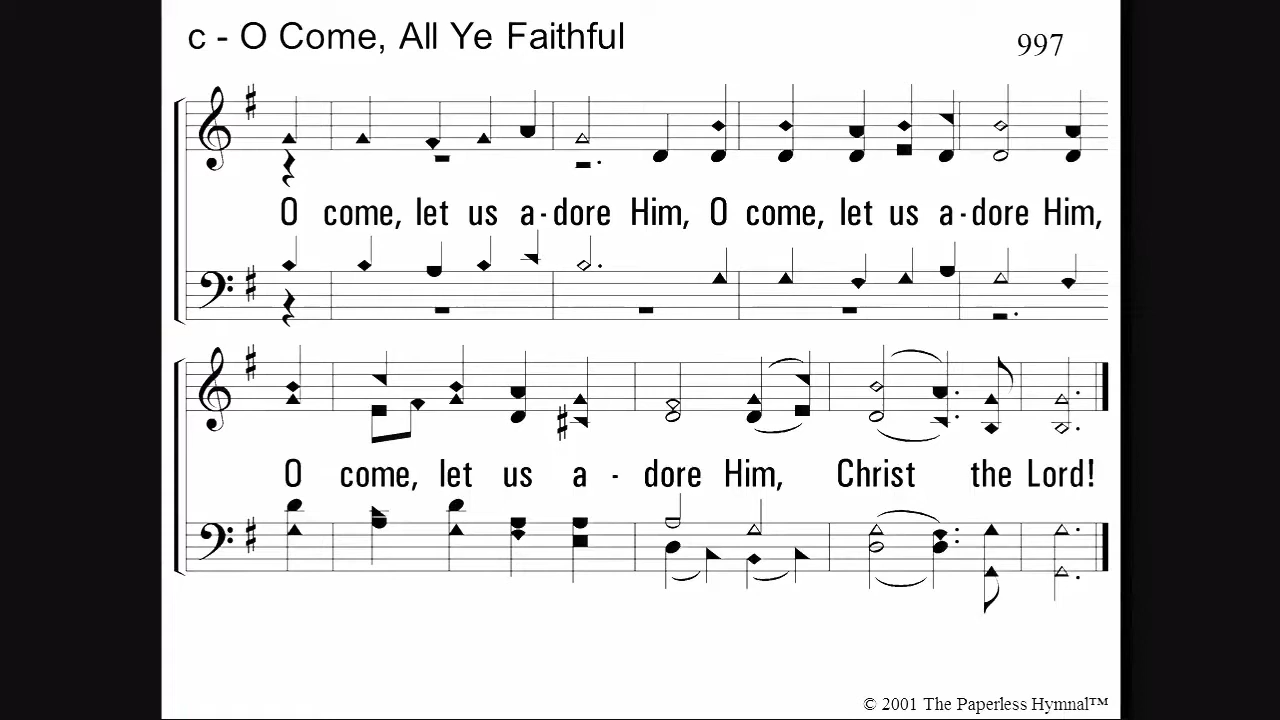 c - O Come, All Ye Faithful
997
O come, let us a - dore Him, O come, let us a - dore Him,
O come, let us a - dore Him, Christ the Lord!
© 2001 The Paperless Hymnal™